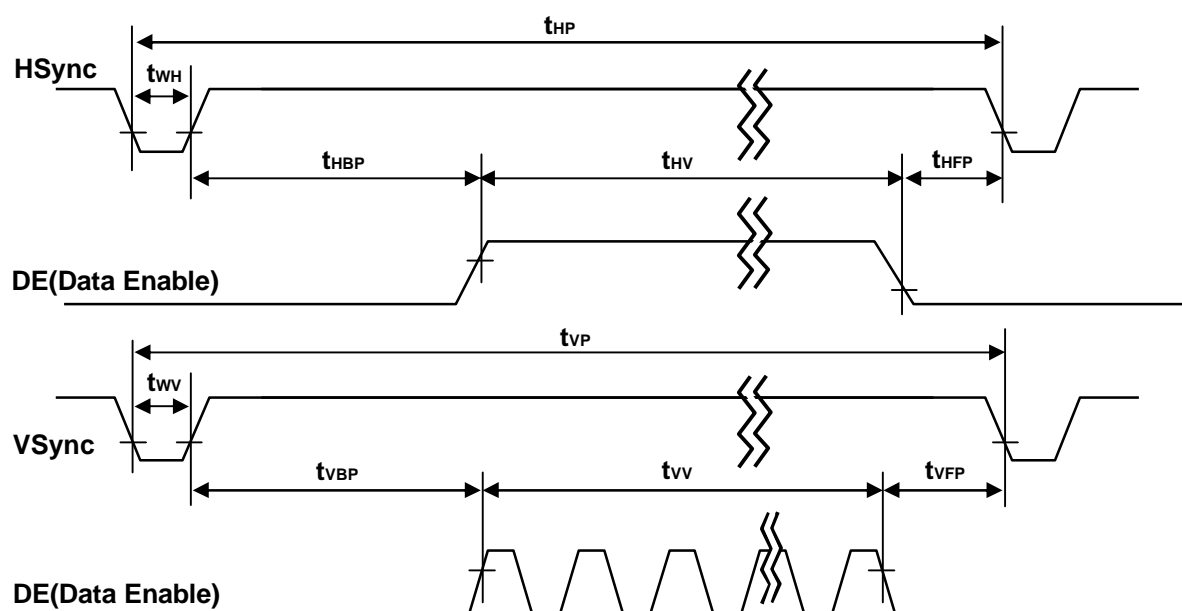 tHP
HSync
tWH
tHBP
tHV
tHFP
DE(Data Enable)
tVP
tWV
VSync
tVBP
tVV
tVFP
DE(Data Enable)